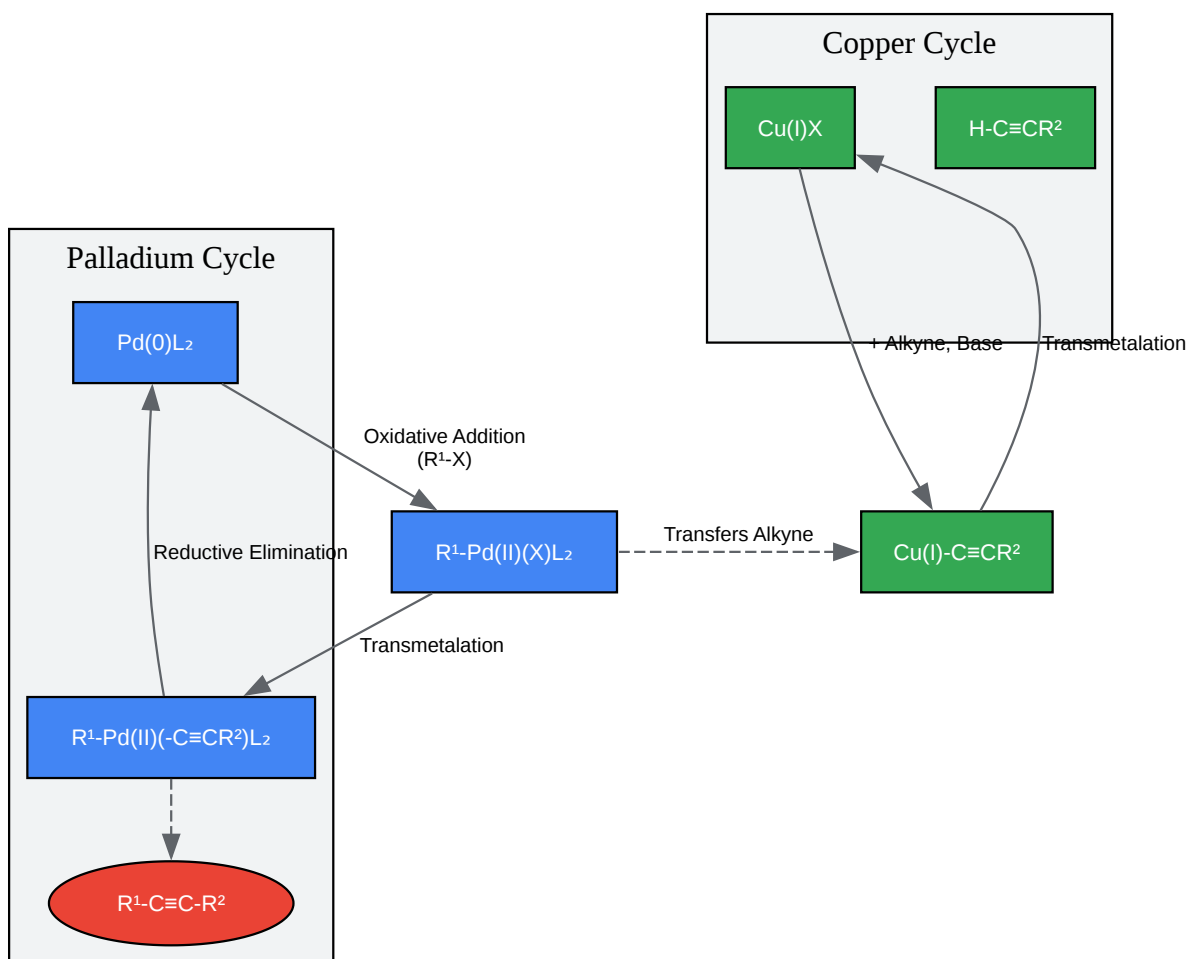 Copper Cycle
Cu(I)X
H-C≡CR²
Palladium Cycle
Pd(0)L₂
+ Alkyne, Base
Transmetalation
Oxidative Addition
(R¹-X)
Transfers Alkyne
Reductive Elimination
R¹-Pd(II)(X)L₂
Cu(I)-C≡CR²
Transmetalation
R¹-Pd(II)(-C≡CR²)L₂
R¹-C≡C-R²